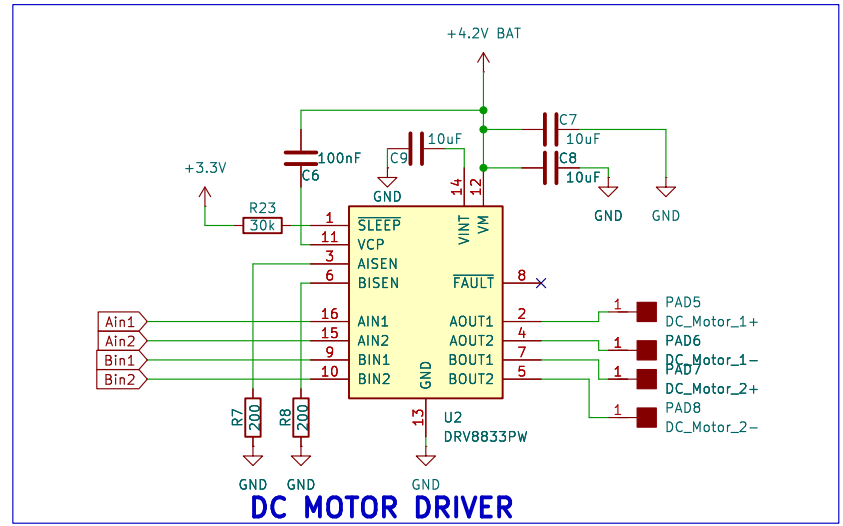 +4.2V BAT
C7
10uF
10uF
C9
100nF
C6
C8
10uF
+3.3V
GND
14
12
GND
GND
R23
30k
1
SLEEP
VINT
VM
11
VCP
3
AISEN
6
BISEN
FAULT
8
Ain1
16
AIN1
AOUT1
2
1
PAD5
DC_Motor_1+
Ain2
15
AIN2
AOUT2
4
1
PAD6
DC_Motor_1-
Bin1
9
BIN1
BOUT1
7
1
PAD7
DC_Motor_2+
Bin2
10
BIN2
GND
BOUT2
5
1
PAD8
DC_Motor_2-
R7
200
R8
200
13
U2
DRV8833PW
GND
GND
GND
DC MOTOR DRIVER